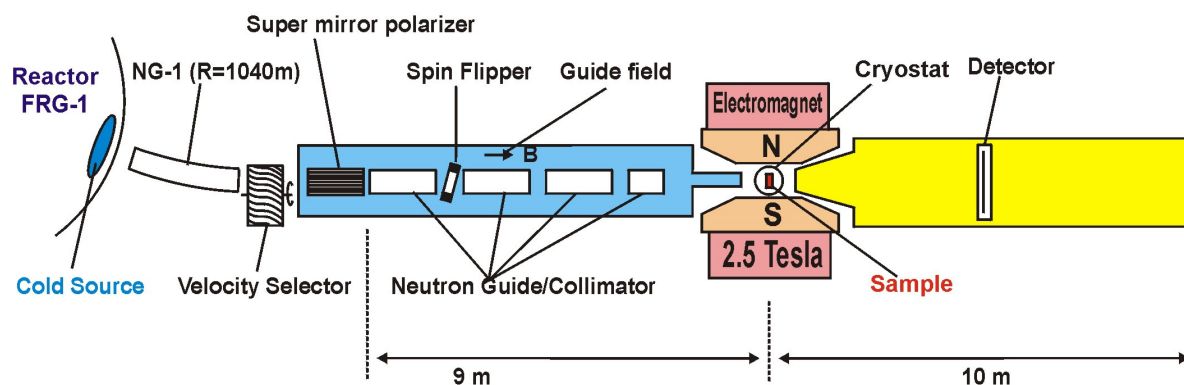 Super mirror polarizer
Reactor
FRG-1
NG-1 (R=1040m)
Spin Flipper
Guide field
Cryostat
Detector
Electromagnet
B
N
S
2.5 Tesla
Cold Source
Velocity Selector
Neutron Guide/Collimator
Sample
9 m
10 m